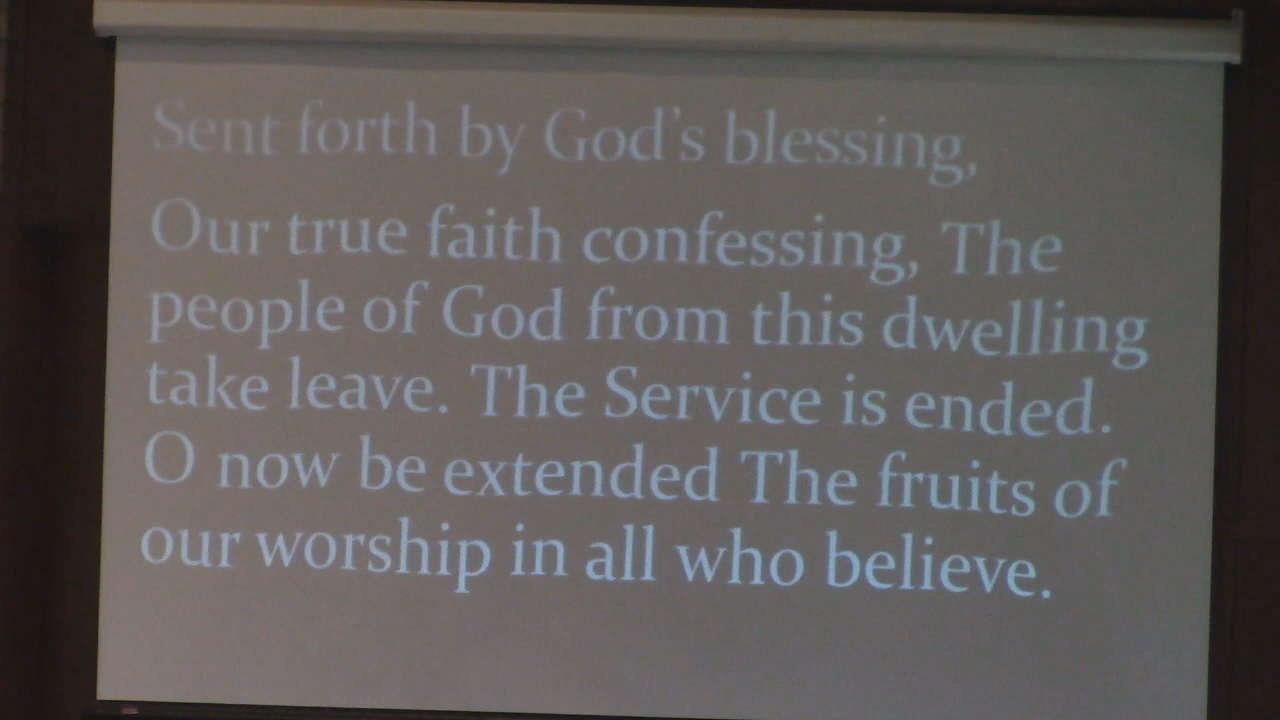 Sent forth by God's blessing,
Our true faith confessing, The
people of God from this dwelling
take leave. The Service is ended.
O now be extended The fruits of
our worship in all who believe.